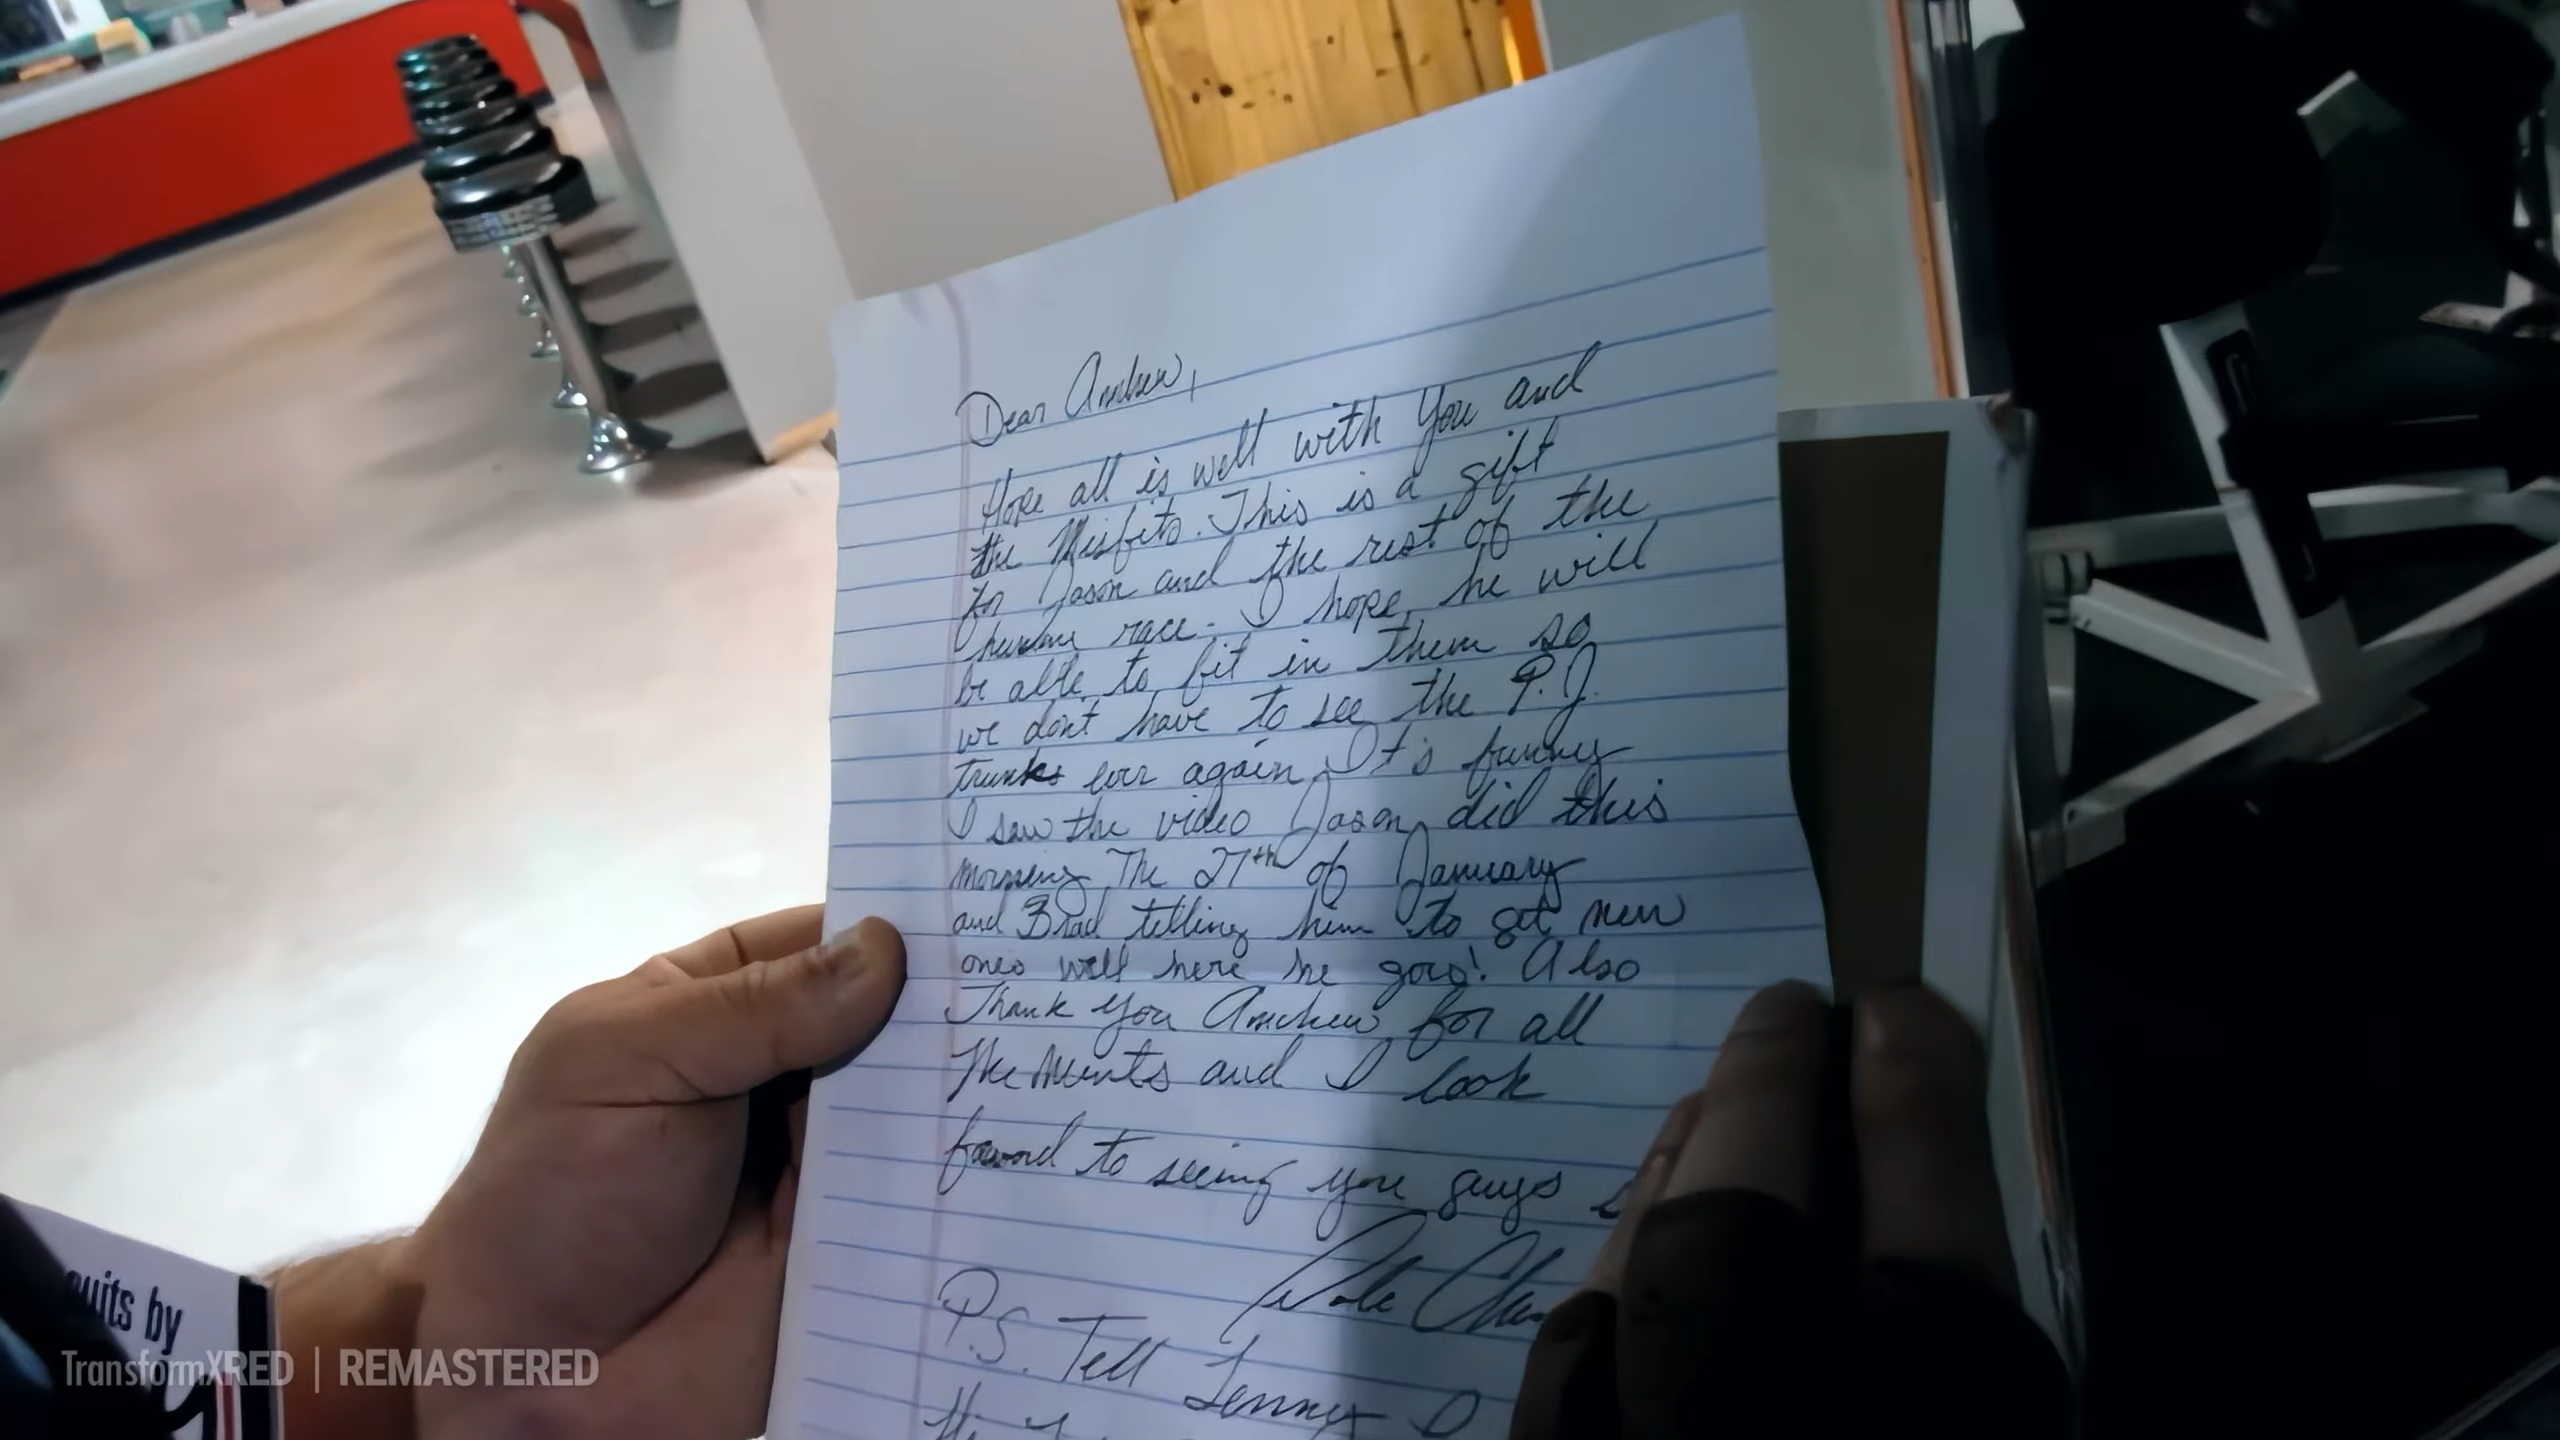 Dear Andrew,
Hope all is well with you and
the Misfits. This is a gift
for Jason and the rest of the
human race. I hope he will
be able to fit in them so
we don't have to see the P.J.
trunks ever again. It's funny
I saw the video Jason did this
morning The 27th of January
and Brad telling him to get new
ones well here he goes! Also
Thank you Andrew for all
The Merits and I look
foward to seeing you guys
P.S. Tell Lenny I
suits by
TransformXRED | REMASTERED